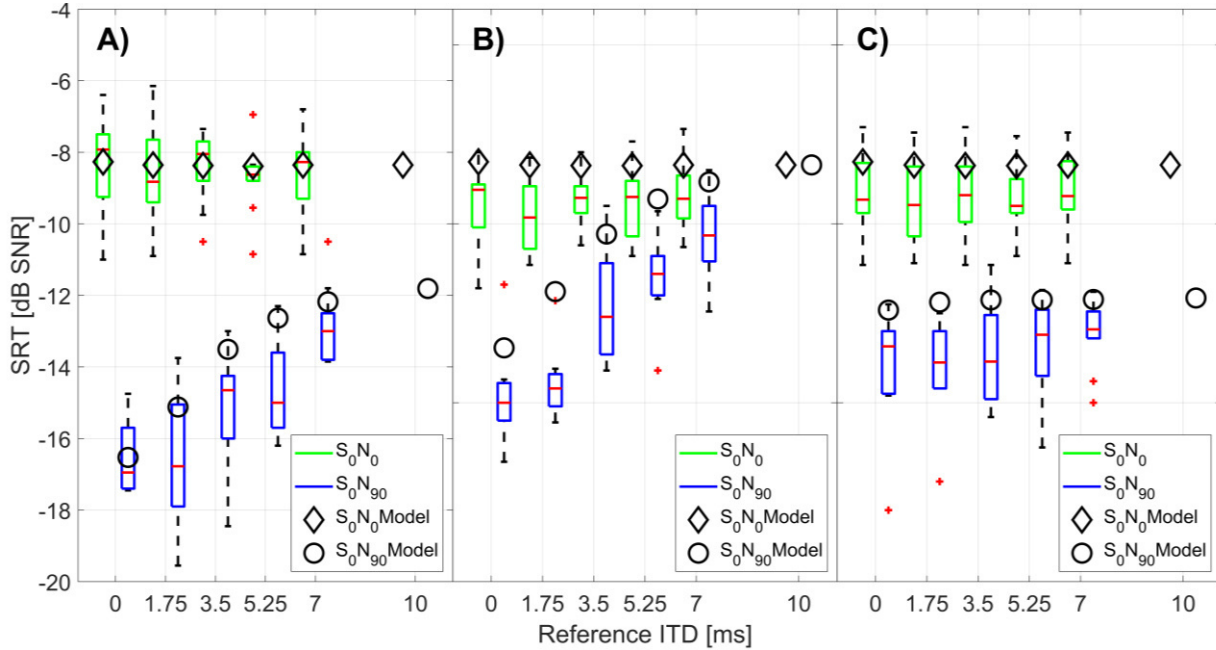 A)
B)
C)
SRT [dB SNR]
-4
-6
-8
-10
-12
-14
-16
-18
-20
S₀N₀
S₀N₉₀
S₀N₀Model
S₀N₉₀Model
S₀N₀
S₀N₉₀
S₀N₀Model
S₀N₉₀Model
S₀N₀
S₀N₉₀
S₀N₀Model
S₀N₉₀Model
0 1.75 3.5 5.25 7 10
0 1.75 3.5 5.25 7 10
0 1.75 3.5 5.25 7 10
Reference ITD [ms]